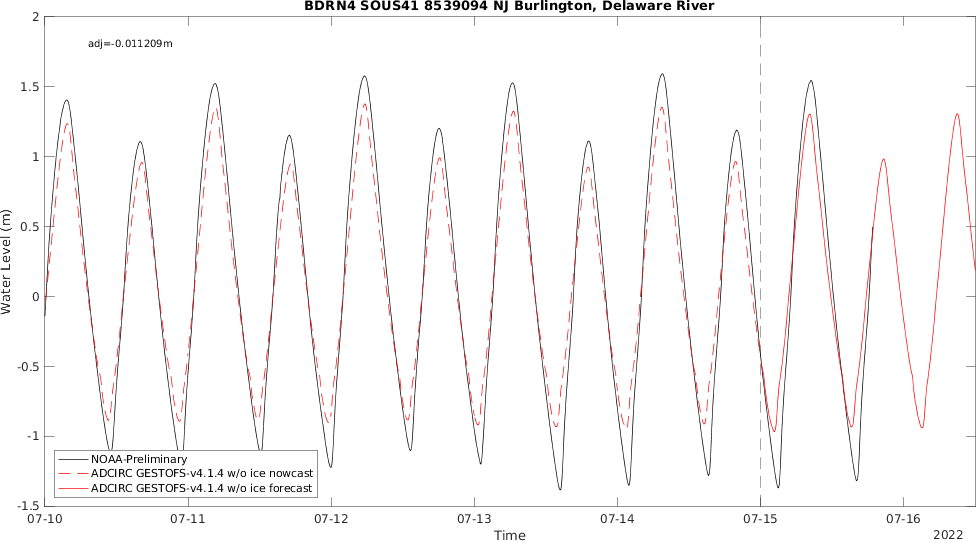 BDRN4 SOUS41 8539094 NJ Burlington, Delaware River
adj=-0.011209m
Water Level (m)
2
1.5
1
0.5
0
-0.5
-1
-1.5
NOAA-Preliminary
ADCIRC GESTOFS-v4.1.4 w/o ice nowcast
ADCIRC GESTOFS-v4.1.4 w/o ice forecast
07-10 07-11 07-12 07-13 07-14 07-15 07-16
Time
2022